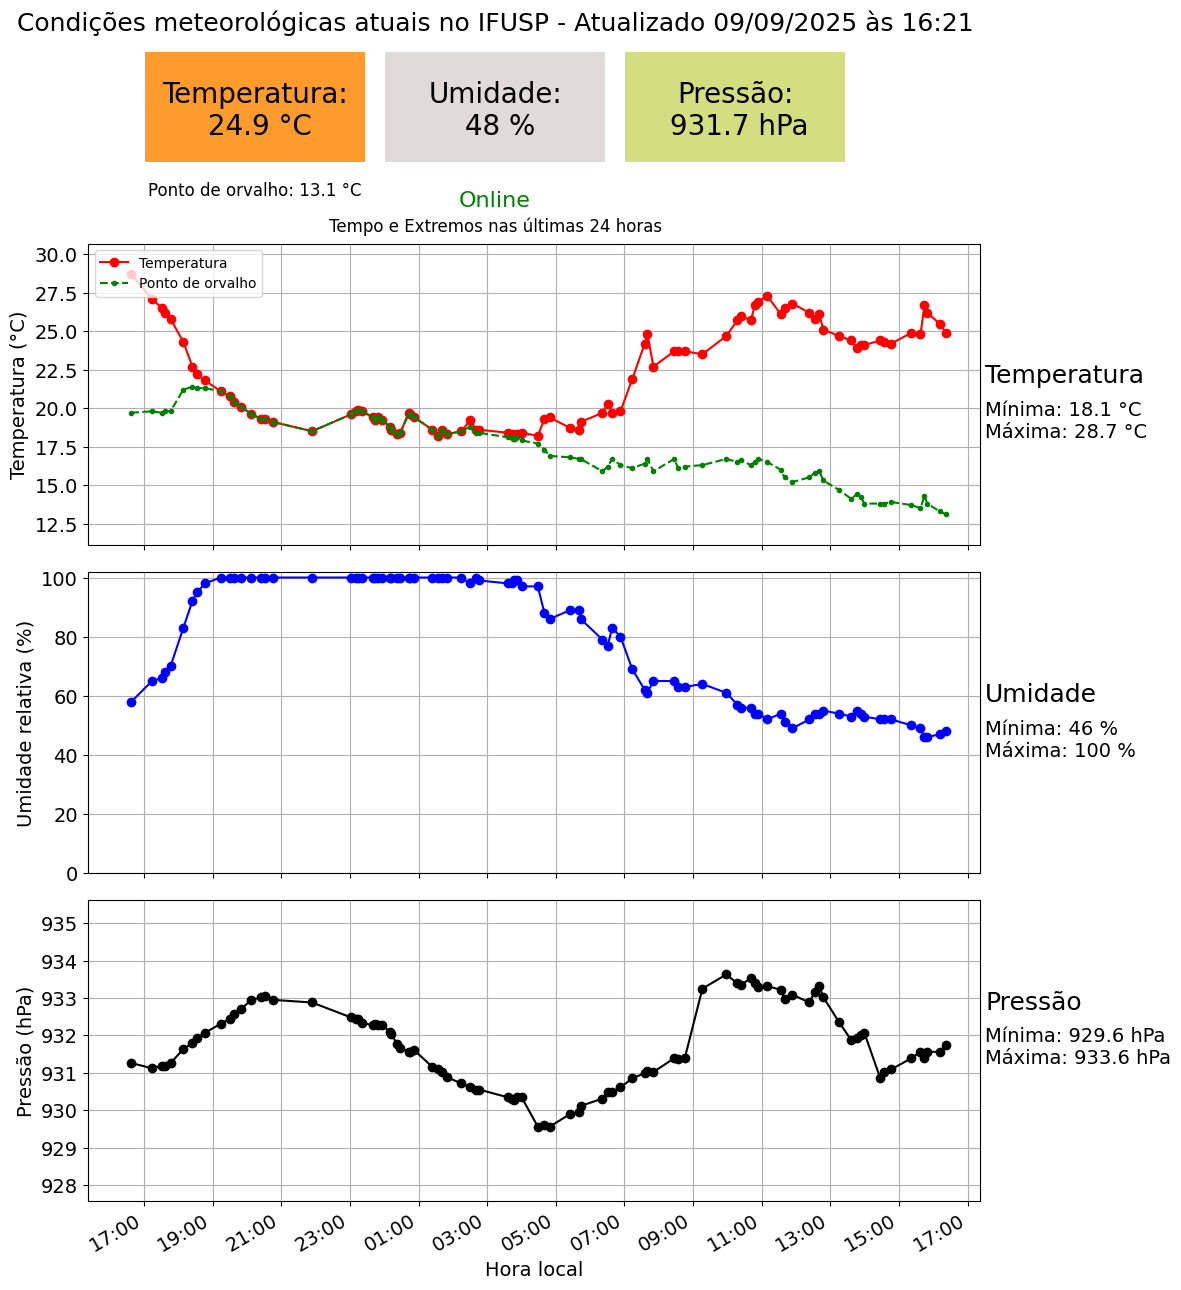 Condições meteorológicas atuais no IFUSP - Atualizado 09/09/2025 às 16:21
Temperatura:
24.9 °C
Umidade:
48 %
Pressão:
931.7 hPa
Ponto de orvalho: 13.1 °C
Online
Tempo e Extremos nas últimas 24 horas
Temperatura (°C)
30.0
27.5
25.0
22.5
20.0
17.5
15.0
12.5
Temperatura
Ponto de orvalho
Temperatura
Mínima: 18.1 °C
Máxima: 28.7 °C
Umidade relativa (%)
100
80
60
40
20
0
Umidade
Mínima: 46 %
Máxima: 100 %
Pressão (hPa)
935
934
933
932
931
930
929
928
Pressão
Mínima: 929.6 hPa
Máxima: 933.6 hPa
17:00
19:00
21:00
23:00
01:00
03:00
05:00
07:00
09:00
11:00
13:00
15:00
17:00
Hora local